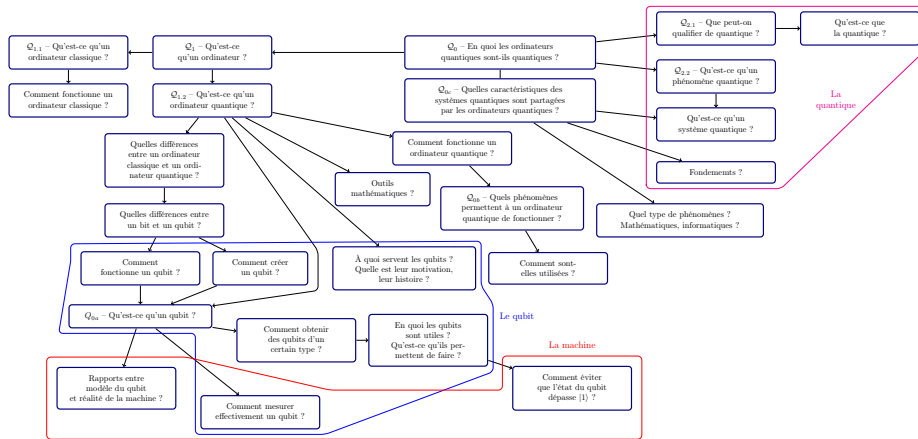 𝒬₁.₁ – Qu'est-ce qu'un
ordinateur classique ?
𝒬₁ – Qu'est-ce
qu'un ordinateur ?
𝒬₀ – En quoi les ordinateurs
quantiques sont-ils quantiques ?
𝒬₂.₁ – Que peut-on
qualifier de quantique ?
Qu'est-ce que
la quantique ?
Comment fonctionne un
ordinateur classique ?
𝒬₁.₂ – Qu'est-ce qu'un
ordinateur quantique ?
𝒬₀c – Quelles caractéristiques des
systèmes quantiques sont partagées
par les ordinateurs quantiques ?
𝒬₂.₂ – Qu'est-ce qu'un
phénomène quantique ?
La
quantique
Qu'est-ce qu'un
système quantique ?
Quelles différences
entre un ordinateur
classique et un ordi-
nateur quantique ?
Comment fonctionne un
ordinateur quantique ?
Fondememts ?
Outils
mathématiques ?
𝒬₀b – Quels phénomènes
permettent à un ordinateur
quantique de fonctionner ?
Quelles différences entre
un bit et un qubit ?
Quel type de phénomènes ?
Mathématiques, informatiques ?
Comment
fonctionne un qubit ?
Comment créer
un qubit ?
À quoi servent les qubits ?
Quelle est leur motivation,
leur histoire ?
Comment sont-
elles utilisées ?
Q₀ₐ – Qu'est-ce qu'un qubit ?
Le qubit
Comment obtenir
des qubits d'un
certain type ?
En quoi les qubits
sont utiles ?
Qu'est-ce qu'ils per-
mettent de faire ?
La machine
Rapports entre
modèle du qubit
et réalité de la machine ?
Comment mesurer
effectivement un qubit ?
Comment éviter
que l'état du qubit
dépasse |1⟩ ?